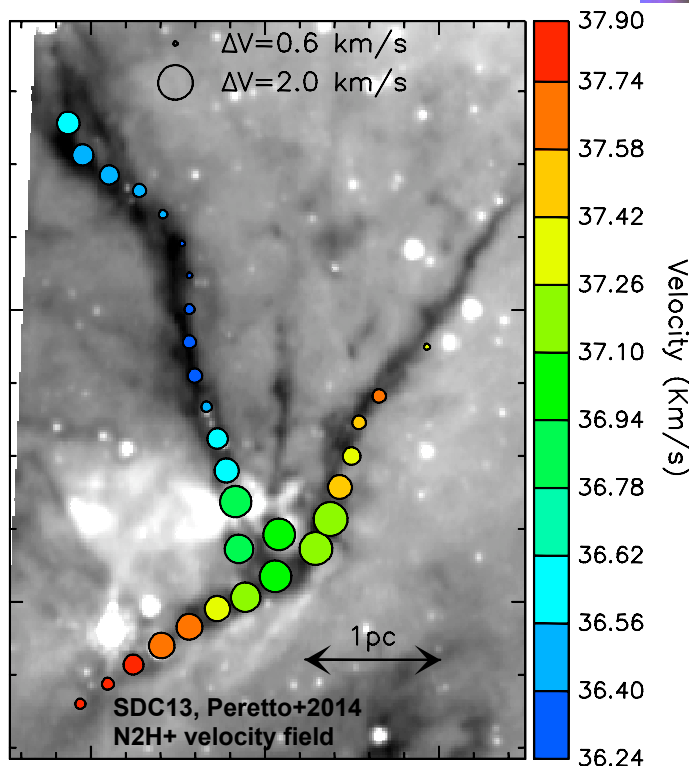 ΔV=0.6 km/s
ΔV=2.0 km/s
1pc
SDC13, Peretto+2014
N2H+ velocity field
37.90
37.74
37.58
37.42
37.26
37.10
36.94
36.78
36.62
36.56
36.40
36.24
Velocity (Km/s)